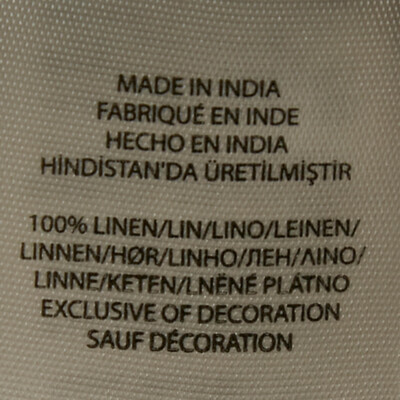 MADE IN INDIA
FABRIQUÉ EN INDE
HECHO EN INDIA
HİNDİSTAN'DA ÜRETİLMİŞTİR
100% LINEN/LIN/LINO/LEINEN/
LINNEN/HØR/LINHO/ЛЕН/ΛΙΝΟ/
LINNE/KETEN/LNĚNÉ PLÁTNO
EXCLUSIVE OF DECORATION
SAUF DÉCORATION